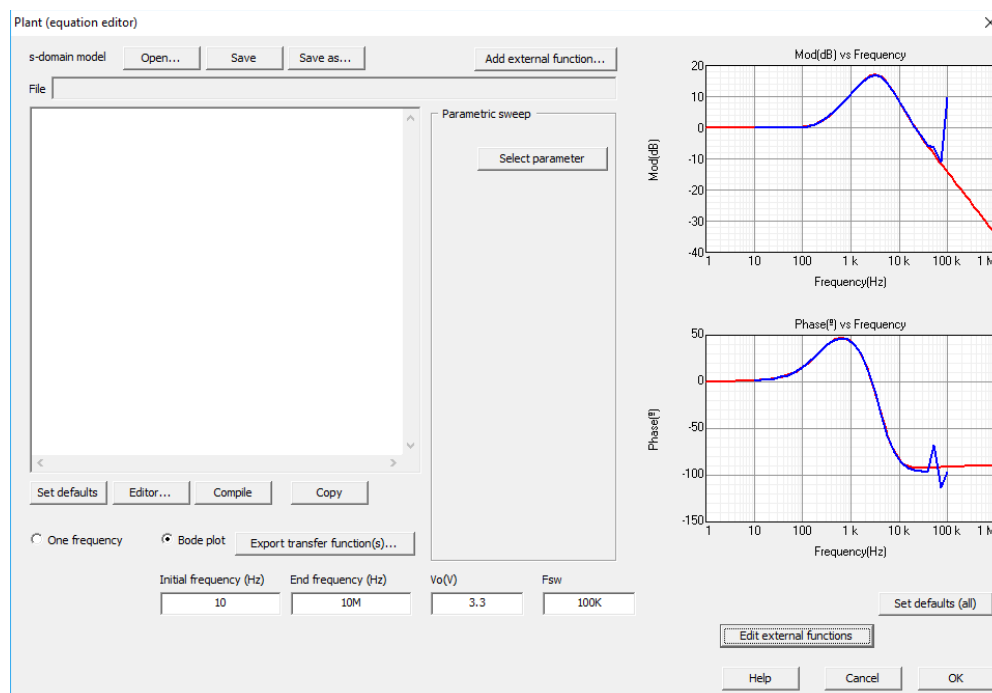 Plant (equation editor)
s-domain model
Open...
Save
Save as...
Add external function...
File
Parametric sweep
Select parameter
Set defaults
Editor...
Compile
Copy
One frequency
Bode plot
Export transfer function(s)...
Initial frequency (Hz)
End frequency (Hz)
Vo(V)
Fsw
10
10M
3.3
100K
Mod(dB) vs Frequency
Mod(dB)
20
10
0
-10
-20
-30
-40
1
10
100
1 k
10 k
100 k
1 M
Frequency(Hz)
Phase(º) vs Frequency
Phase(º)
50
0
-50
-100
-150
1
10
100
1 k
10 k
100 k
1 M
Frequency(Hz)
Set defaults (all)
Edit external functions
Help
Cancel
OK